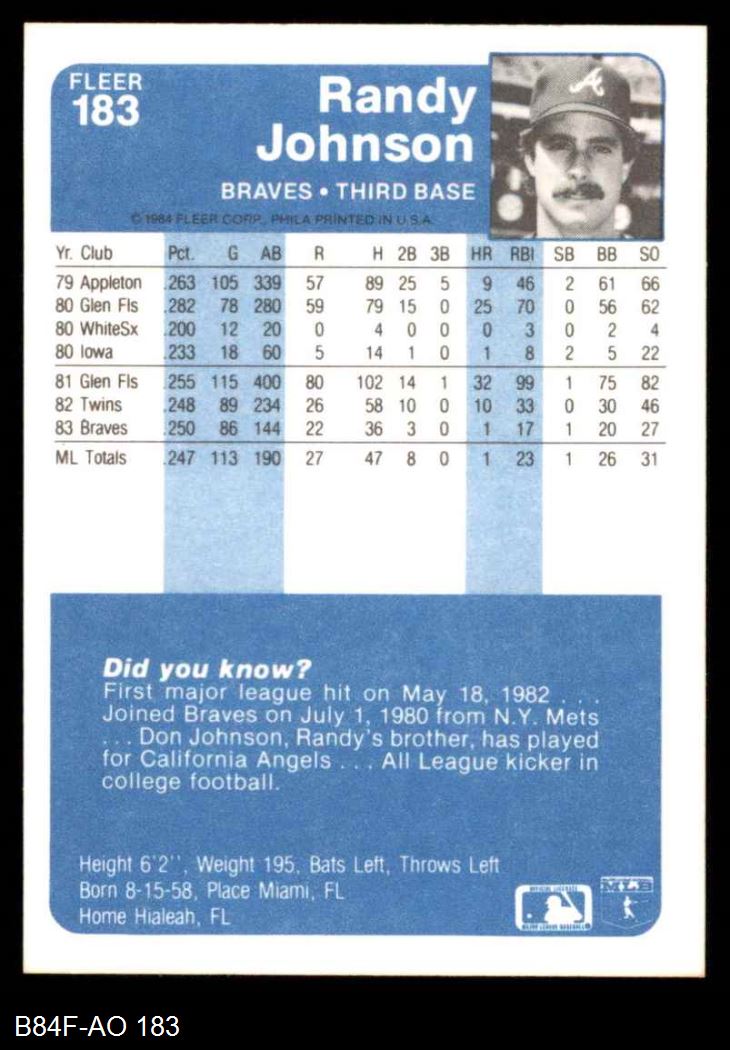 FLEER
183
Randy
Johnson
BRAVES • THIRD BASE
© 1984 FLEER CORP., PHILA PRINTED IN U.S.A.
Yr. Club Pct. G AB R H 2B 3B HR RBI SB BB SO
79 Appleton .263 105 339 57 89 25 5 9 46 2 61 66
80 Glen Fls .282 78 280 59 79 15 0 25 70 0 56 62
80 WhiteSx .200 12 20 0 4 0 0 0 3 0 2 4
80 Iowa .233 18 60 5 14 1 0 1 8 2 5 22
81 Glen Fls .255 115 400 80 102 14 1 32 99 1 75 82
82 Twins .248 89 234 26 58 10 0 10 33 0 30 46
83 Braves .250 86 144 22 36 3 0 1 17 1 20 27
ML Totals .247 113 190 27 47 8 0 1 23 1 26 31
Did you know?
First major league hit on May 18, 1982 . . .
Joined Braves on July 1, 1980 from N.Y. Mets
. . . Don Johnson, Randy's brother, has played
for California Angels . . . All League kicker in
college football.
Height 6'2'', Weight 195, Bats Left, Throws Left
Born 8-15-58, Place Miami, FL
Home Hialeah, FL
MLB
B84F-AO 183